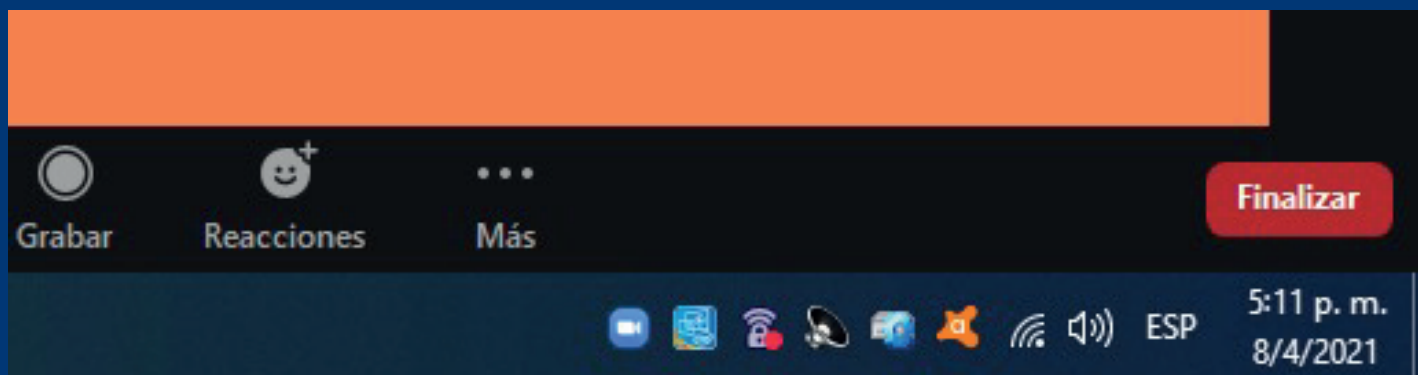 Grabar
Reacciones
Más
Finalizar
ESP
5:11 p. m.
8/4/2021